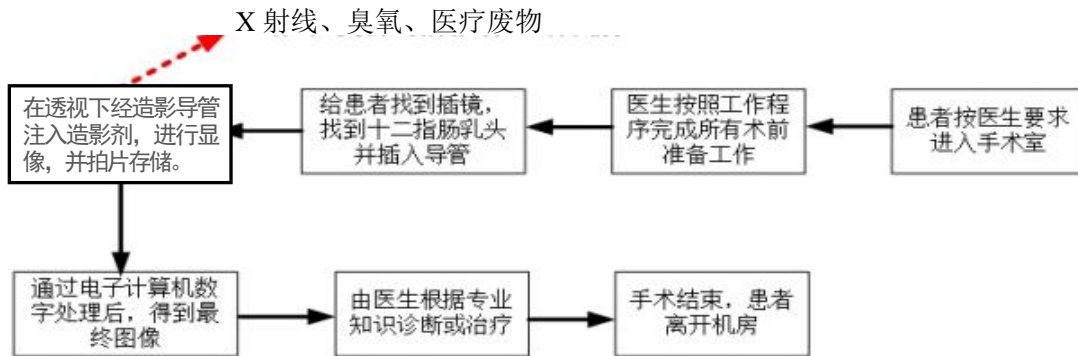 X 射线、臭氧、医疗废物
在透视下经造影导管
注入造影剂，进行显
像，并拍片存储。
给患者找到插镜，
找到十二指肠乳头
并插入导管
医生按照工作程
序完成所有术前
准备工作
患者按医生要求
进入手术室
通过电子计算机数
字处理后，得到最
终图像
由医生根据专业
知识诊断或治疗
手术结束，患者
离开机房